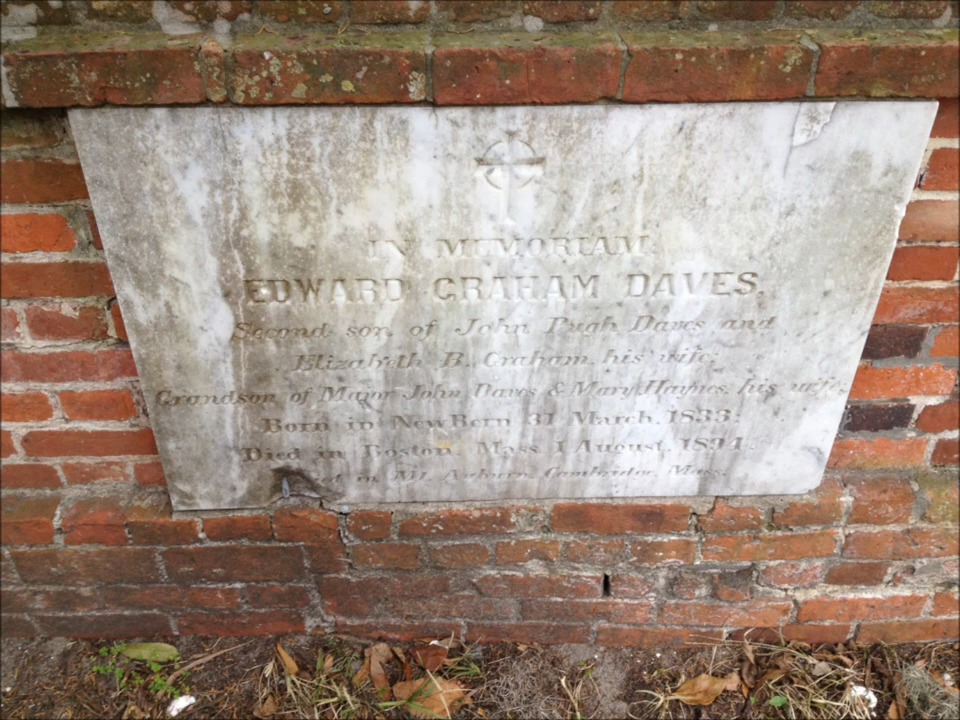 IN MEMORIAM
EDWARD GRAHAM DAVES.
Second son of John Pugh Daves and
Elizabeth B. Graham, his wife;
Grandson of Major John Daves & Mary Haynes, his wife.
Born in New Bern 31 March, 1833:
Died in Boston, Mass. 1 August, 1894.
in Mt. Auburn, Cambridge, Mass.